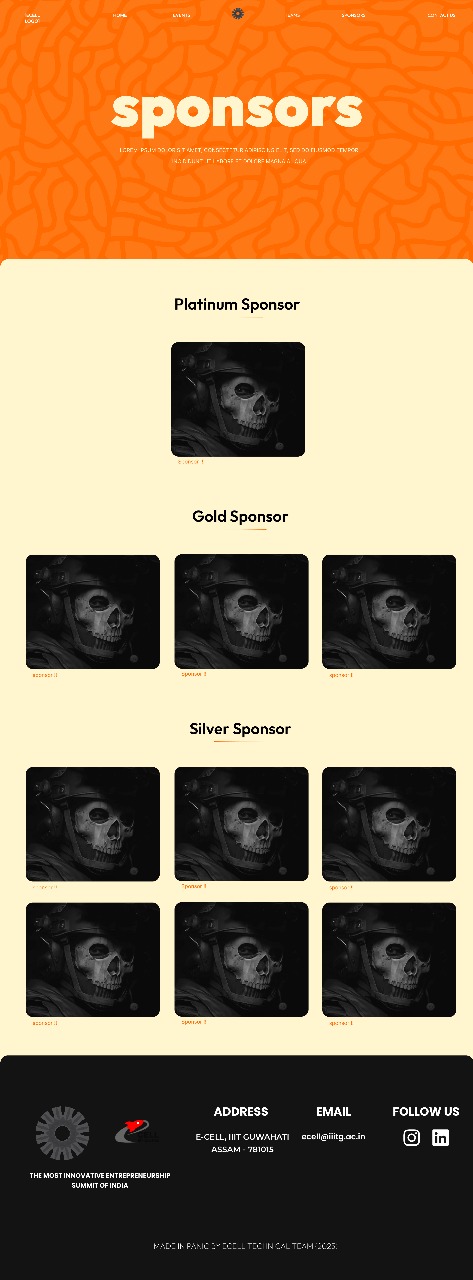 ECELL HOME EVENTS SPONSORS CONTACT US
LOGO?
sponsors
LOREM IPSUM DOLOR SIT AMET, CONSECTETUR ADIPISCING ELIT, SED DO EIUSMOD TEMPOR
INCIDIDUNT UT LABORE ET DOLORE MAGNA ALIQUA.
Platinum Sponsor
Sponsor 1
Gold Sponsor
Sponsor 1 Sponsor 1 Sponsor 1
Silver Sponsor
Sponsor 1 Sponsor 1 Sponsor 1
Sponsor 1 Sponsor 1 Sponsor 1
ADDRESS EMAIL FOLLOW US
E-CELL, IIIT GUWAHATI ecell@iiitg.ac.in
ASSAM - 781015
CELL
THE MOST INNOVATIVE ENTREPRENEURSHIP
SUMMIT OF INDIA
MADE IN PANIC BY ECELL TECHNICAL TEAM (2025)